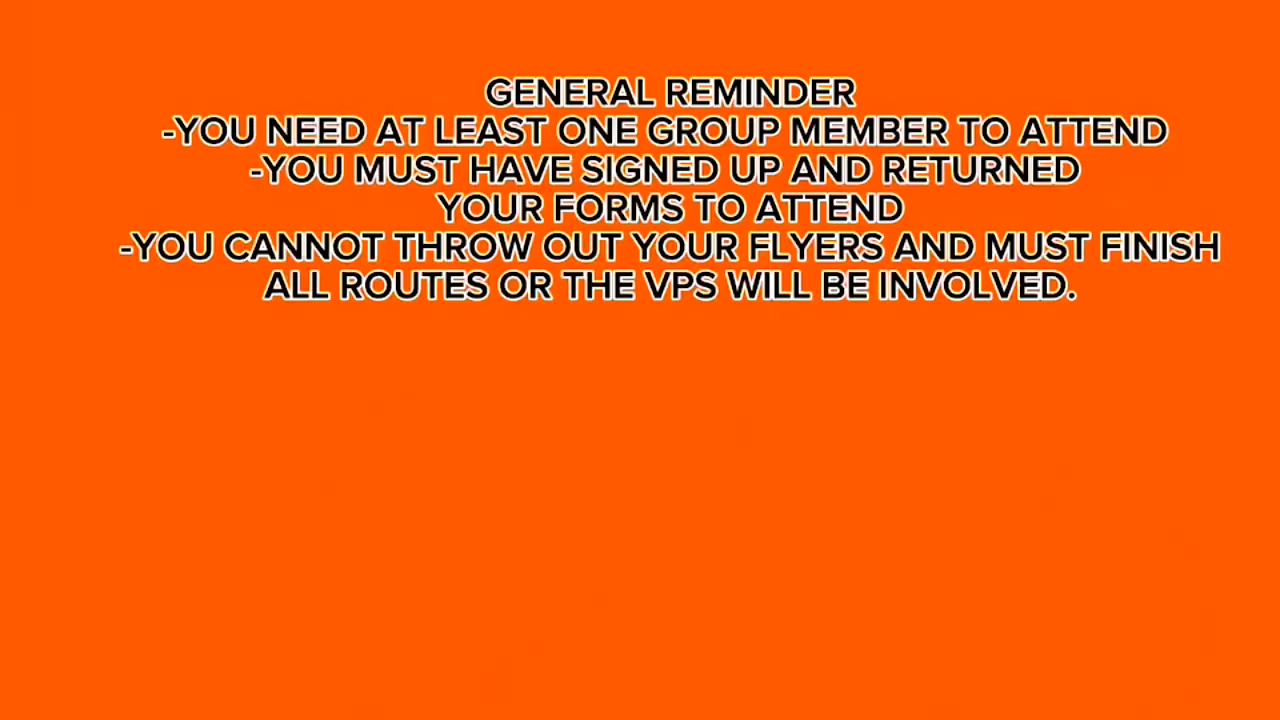 GENERAL REMINDER
-YOU NEED AT LEAST ONE GROUP MEMBER TO ATTEND
-YOU MUST HAVE SIGNED UP AND RETURNED
YOUR FORMS TO ATTEND
-YOU CANNOT THROW OUT YOUR FLYERS AND MUST FINISH
ALL ROUTES OR THE VPS WILL BE INVOLVED.